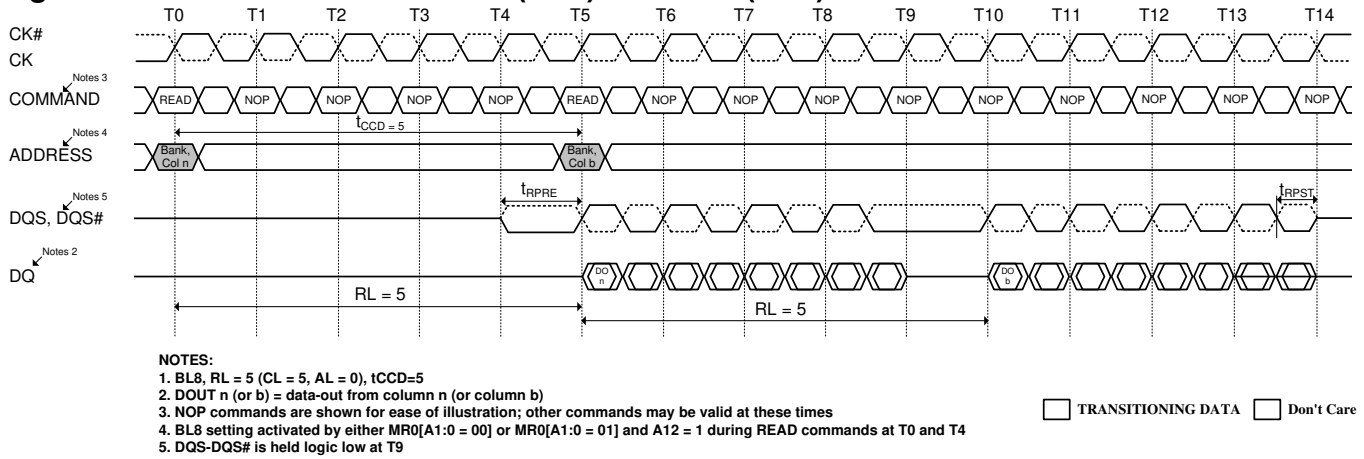 T0 T1 T2 T3 T4 T5 T6 T7 T8 T9 T10 T11 T12 T13 T14
CK#
CK
Notes 3
COMMAND READ NOP NOP NOP NOP READ NOP NOP NOP NOP NOP NOP NOP NOP NOP
tCCD = 5
Notes 4
ADDRESS
Bank, Col n
Bank, Col b
Notes 5
tRPRE
tRPST
DQS, DQS#
Notes 2
DQ
DO n
DO b
RL = 5
RL = 5
NOTES:
1. BL8, RL = 5 (CL = 5, AL = 0), tCCD=5
2. DOUT n (or b) = data-out from column n (or column b)
3. NOP commands are shown for ease of illustration; other commands may be valid at these times
4. BL8 setting activated by either MR0[A1:0 = 00] or MR0[A1:0 = 01] and A12 = 1 during READ commands at T0 and T4
5. DQS-DQS# is held logic low at T9
TRANSITIONING DATA
Don't Care